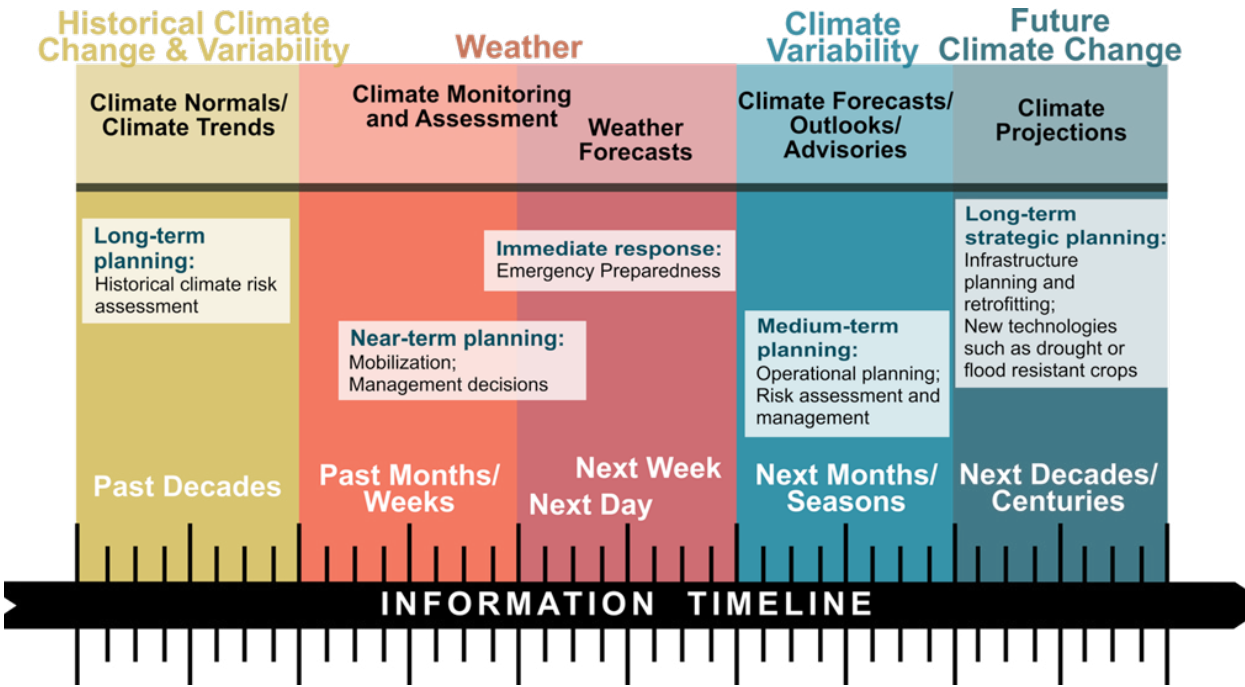 Historical Climate
Change & Variability
Weather
Climate
Variability
Future
Climate Change
Climate Normals/
Climate Trends
Climate Monitoring
and Assessment
Weather
Forecasts
Climate Forecasts/
Outlooks/
Advisories
Climate
Projections
Long-term
planning:
Historical climate risk
assessment
Near-term planning:
Mobilization;
Management decisions
Immediate response:
Emergency Preparedness
Medium-term
planning:
Operational planning;
Risk assessment and
management
Long-term
strategic planning:
Infrastructure
planning and
retrofitting;
New technologies
such as drought or
flood resistant crops
Past Decades
Past Months/
Weeks
Next Day
Next Week
Next Months/
Seasons
Next Decades/
Centuries
INFORMATION TIMELINE